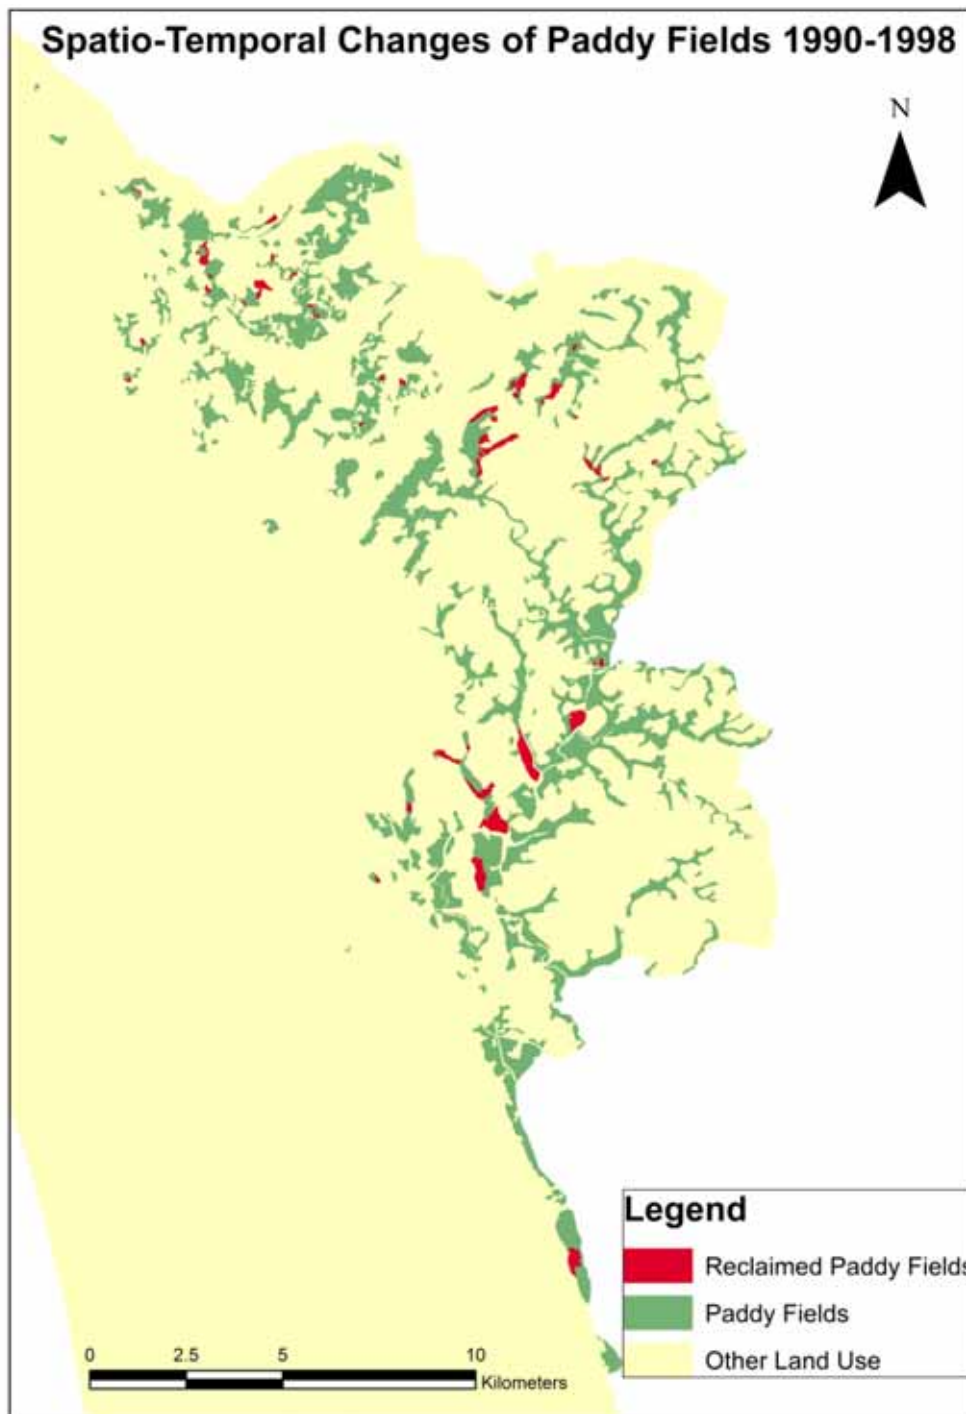 Spatio-Temporal Changes of Paddy Fields 1990-1998
N
Legend
Reclaimed Paddy Fields
Paddy Fields
Other Land Use
0 2.5 5 10
Kilometers